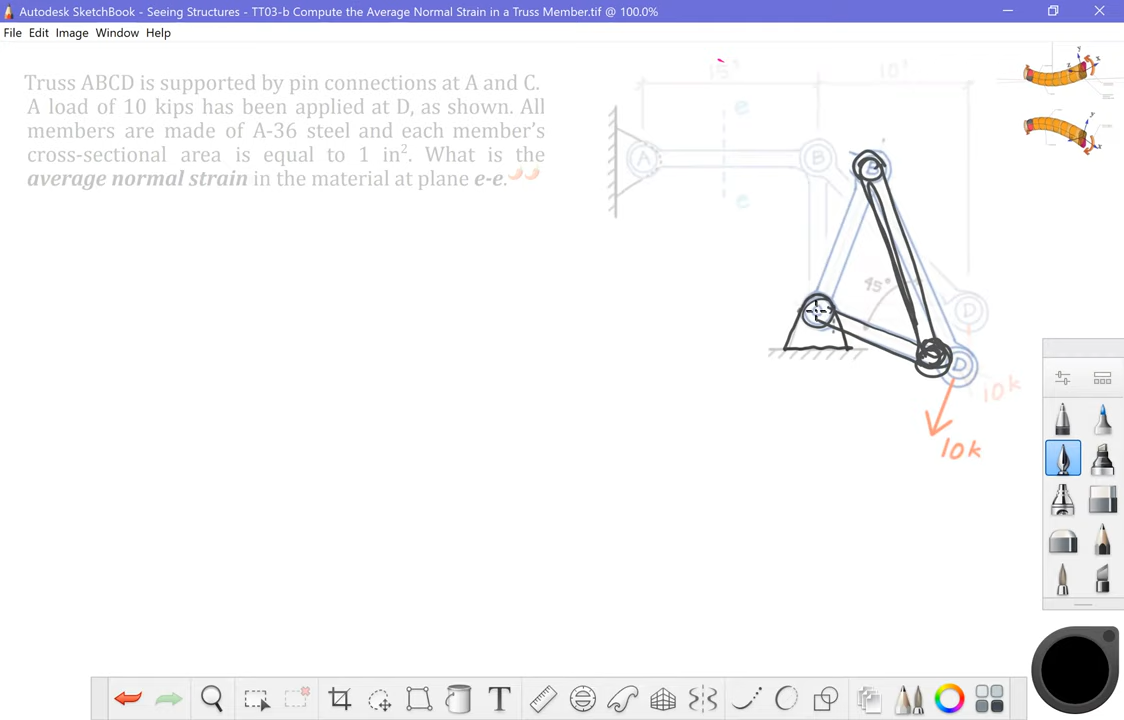 Autodesk SketchBook - Seeing Structures - TT03-b Compute the Average Normal Strain in a Truss Member.tif @ 100.0%
File Edit Image Window Help
Truss ABCD is supported by pin connections at A and C.
A load of 10 kips has been applied at D, as shown. All
members are made of A-36 steel and each member's
cross-sectional area is equal to 1 in². What is the
average normal strain in the material at plane e-e.
15' 10'
e
A B B'
e
45°
D
D
10k
10k
T